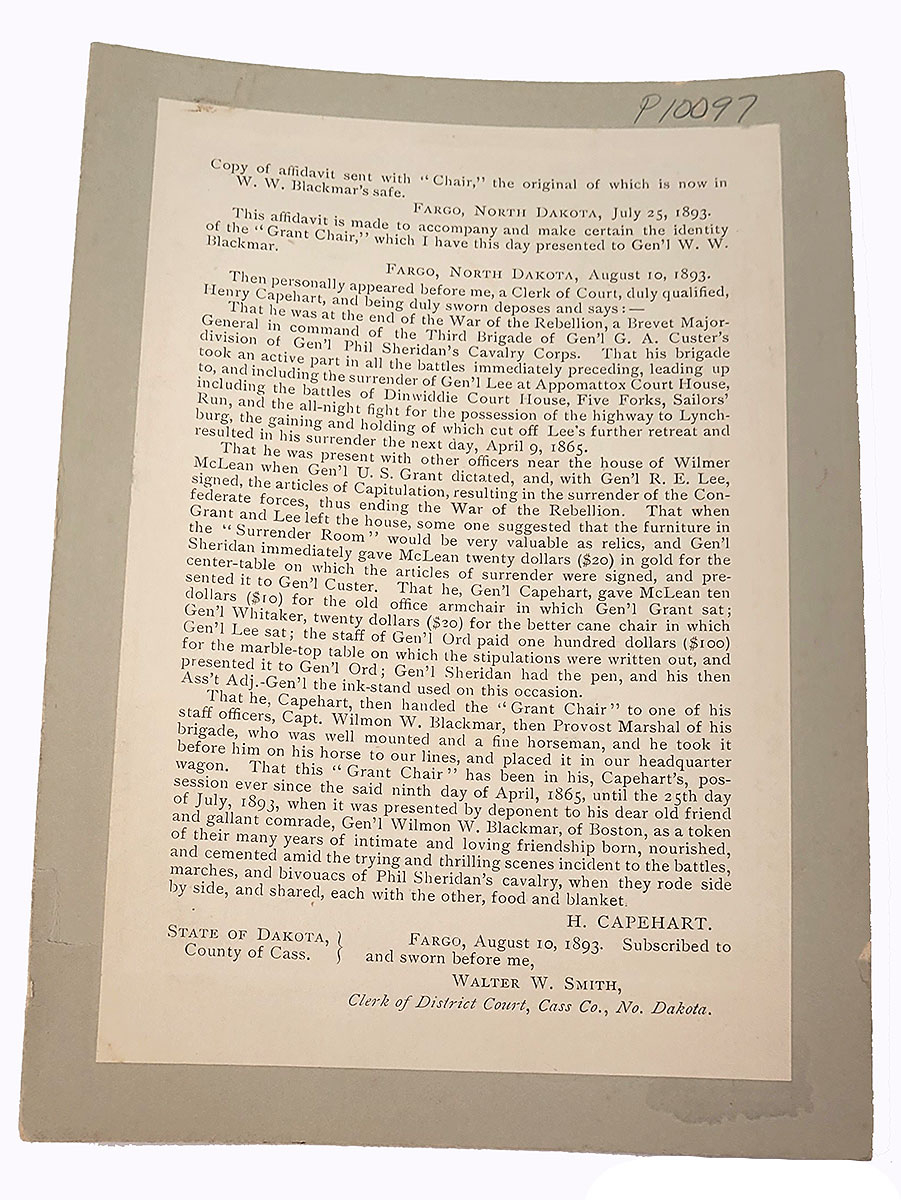 P10097
Copy of affidavit sent with "Chair," the original of which is now in
W. W. Blackmar's safe.
FARGO, NORTH DAKOTA, July 25, 1893.
This affidavit is made to accompany and make certain the identity
of the "Grant Chair," which I have this day presented to Gen'l W. W.
Blackmar.
FARGO, NORTH DAKOTA, August 10, 1893.
Then personally appeared before me, a Clerk of Court, duly qualified,
Henry Capehart, and being duly sworn deposes and says:—
That he was at the end of the War of the Rebellion, a Brevet Major-
General in command of the Third Brigade of Gen'l G. A. Custer's
division of Gen'l Phil Sheridan's Cavalry Corps. That his brigade
took an active part in all the battles immediately preceding, leading up
to, and including the surrender of Gen'l Lee at Appomattox Court House,
including the battles of Dinwiddie Court House, Five Forks, Sailors'
Run, and the all-night fight for the possession of the highway to Lynch-
burg, the gaining and holding of which cut off Lee's further retreat and
resulted in his surrender the next day, April 9, 1865.
That he was present with other officers near the house of Wilmer
McLean when Gen'l U. S. Grant dictated, and, with Gen'l R. E. Lee,
signed, the articles of Capitulation, resulting in the surrender of the Con-
federate forces, thus ending the War of the Rebellion. That when
Grant and Lee left the house, some one suggested that the furniture in
the "Surrender Room" would be very valuable as relics, and Gen'l
Sheridan immediately gave McLean twenty dollars ($20) in gold for the
center-table on which the articles of surrender were signed, and pre-
sented it to Gen'l Custer. That he, Gen'l Capehart, gave McLean ten
dollars ($10) for the old office armchair in which Gen'l Grant sat;
Gen'l Whitaker, twenty dollars ($20) for the better cane chair in which
Gen'l Lee sat; the staff of Gen'l Ord paid one hundred dollars ($100)
for the marble-top table on which the stipulations were written out, and
presented it to Gen'l Ord; Gen'l Sheridan had the pen, and his then
Ass't Adj.-Gen'l the ink-stand used on this occasion.
That he, Capehart, then handed the "Grant Chair" to one of his
staff officers, Capt. Wilmon W. Blackmar, then Provost Marshal of his
brigade, who was well mounted and a fine horseman, and he took it
before him on his horse to our lines, and placed it in our headquarter
wagon. That this "Grant Chair" has been in his, Capehart's, pos-
session ever since the said ninth day of April, 1865, until the 25th day
of July, 1893, when it was presented by deponent to his dear old friend
and gallant comrade, Gen'l Wilmon W. Blackmar, of Boston, as a token
of their many years of intimate and loving friendship born, nourished,
and cemented amid the trying and thrilling scenes incident to the battles,
marches, and bivouacs of Phil Sheridan's cavalry, when they rode side
by side, and shared, each with the other, food and blanket.
H. CAPEHART.
STATE OF DAKOTA, }
County of Cass.
FARGO, August 10, 1893. Subscribed to
and sworn before me,
WALTER W. SMITH,
Clerk of District Court, Cass Co., No. Dakota.